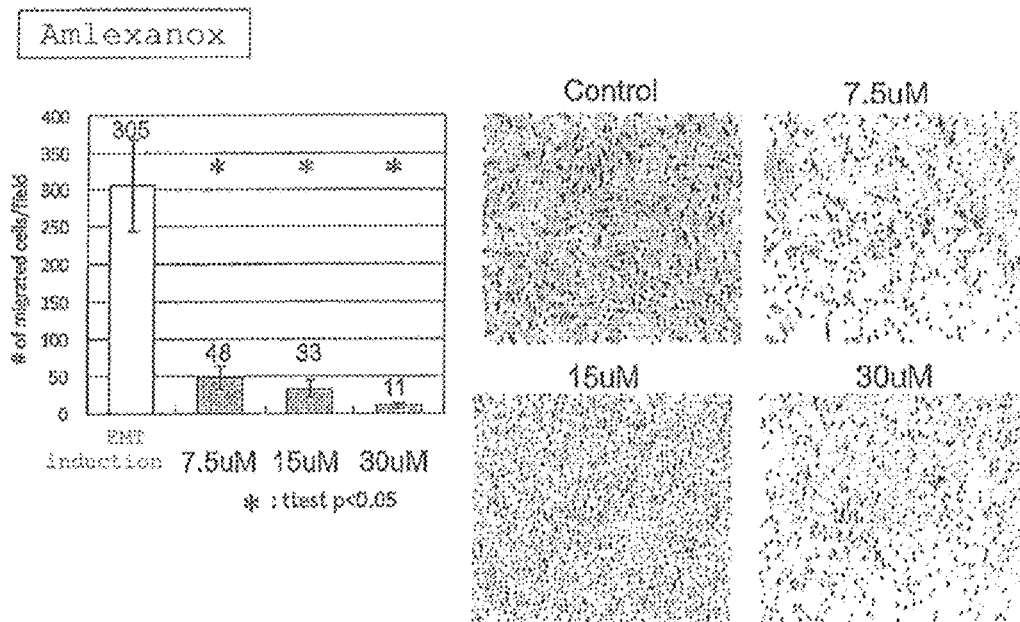 Amlexanox
# of migrated cells/field
400
350
300
250
200
150
100
50
0
305
*
*
*
48
33
11
EMT
induction 7.5uM 15uM 30uM
* : ttest p<0.05
Control 7.5uM
15uM 30uM